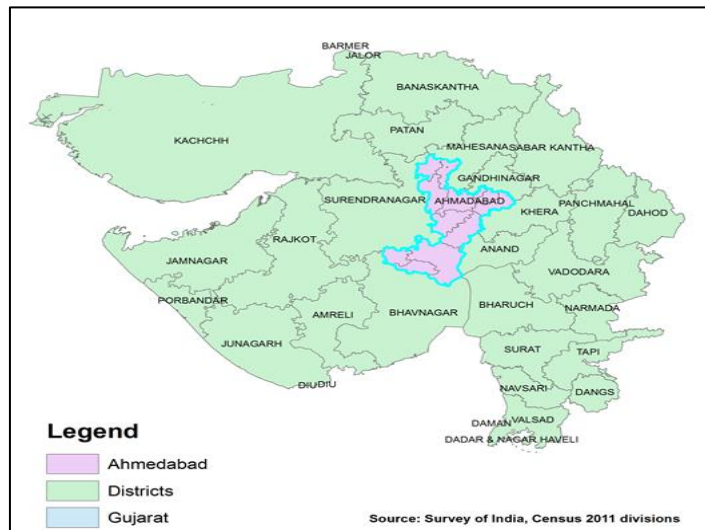 BARMER
JALOR
BANASKANTHA
PATAN
KACHCHH
MAHESANA
SABAR KANTHA
GANDHINAGAR
SURENDRANAGAR
AHMADABAD
PANCHMAHAL
KHERA
DAHOD
RAJKOT
ANAND
JAMNAGAR
VADODARA
PORBANDAR
AMRELI
BHAVNAGAR
BHARUCH
NARMADA
JUNAGARH
SURAT
TAPI
DIU
DIU
NAVSARI
DANGS
DAMAN
VALSAD
DADAR & NAGAR HAVELI
Legend
Ahmedabad
Districts
Gujarat
Source: Survey of India, Census 2011 divisions